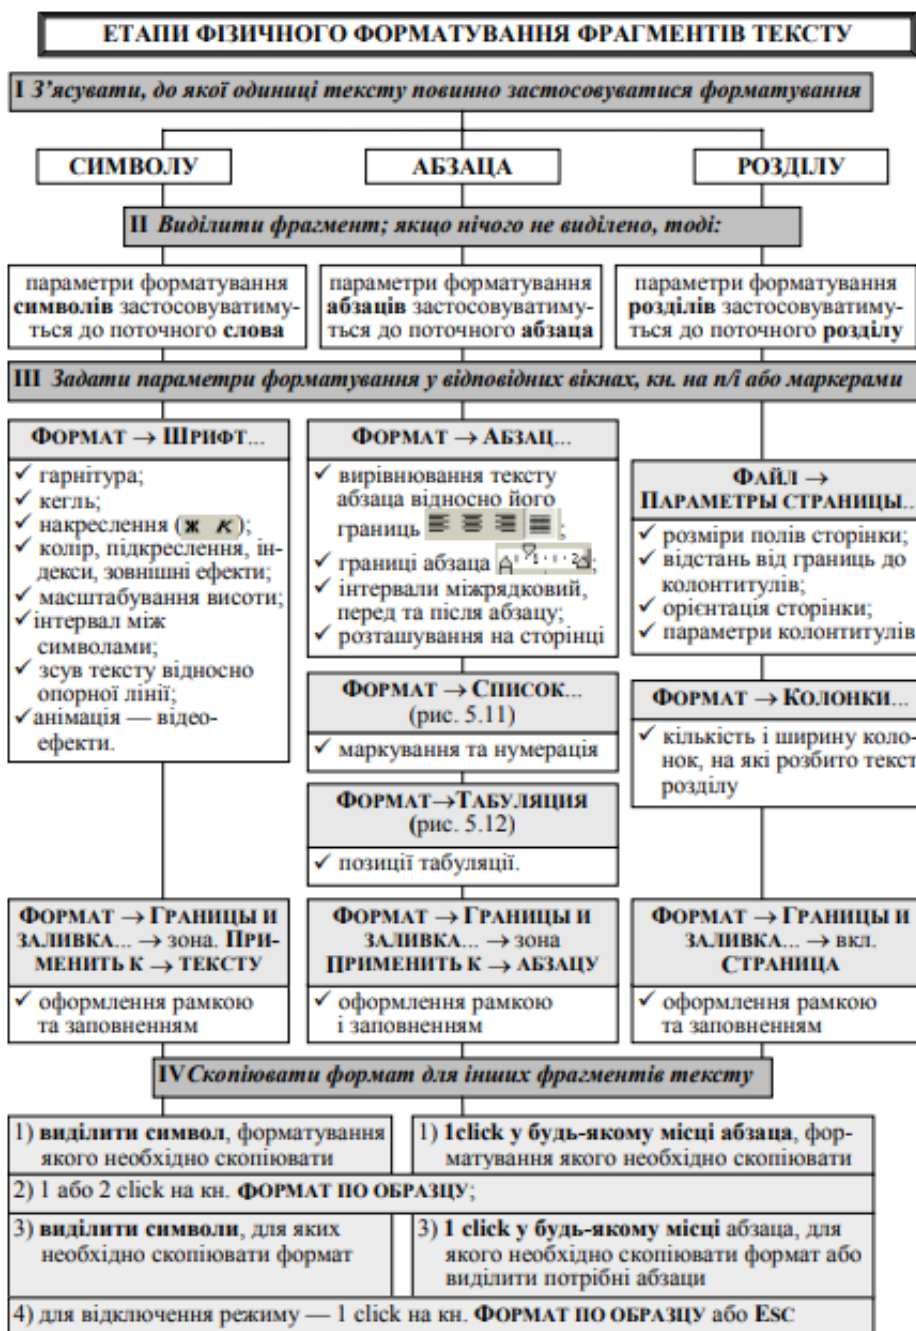 ЕТАПИ ФІЗИЧНОГО ФОРМАТУВАННЯ ФРАГМЕНТІВ ТЕКСТУ
I З'ясувати, до якої одиниці тексту повинно застосовуватися форматування
СИМВОЛУ
АБЗАЦА
РОЗДІЛУ
II Виділити фрагмент; якщо нічого не виділено, тоді:
параметри форматування
символів застосовуватиму-
ться до поточного слова
параметри форматування
абзаців застосовуватиму-
ться до поточного абзаца
параметри форматування
розділів застосовуватиму-
ться до поточного розділу
III Задати параметри форматування у відповідних вікнах, кн. на п/і або маркерами
ФОРМАТ → ШРИФТ...
✓ гарнітура;
✓ кегль;
✓ накреслення (Ж К);
✓ колір, підкреслення, ін-
декси, зовнішні ефекти;
✓ масштабування висоти;
✓ інтервал між
символами;
✓ зсув тексту відносно
опорної лінії;
✓ анімація — відео-
ефекти.
ФОРМАТ → АБЗАЦ...
✓ вирівнювання тексту
абзаца відносно його
границь ;
✓ границі абзаца ;
✓ інтервали міжрядковий,
перед та після абзацу;
✓ розташування на сторінці
ФОРМАТ → СПИСОК...
(рис. 5.11)
✓ маркування та нумерація
ФОРМАТ→ТАБУЛЯЦИЯ
(рис. 5.12)
✓ позиції табуляції.
ФАЙЛ →
ПАРАМЕТРЫ СТРАНИЦЫ...
✓ розміри полів сторінки;
✓ відстань від границь до
колонтитулів;
✓ орієнтація сторінки;
✓ параметри колонтитулів
ФОРМАТ → КОЛОНКИ...
✓ кількість і ширину коло-
нок, на які розбито текст
розділу
ФОРМАТ → ГРАНИЦЫ И
ЗАЛИВКА... → зона. ПРИ-
МЕНИТЬ К → ТЕКСТУ
✓ оформлення рамкою
та заповненням
ФОРМАТ → ГРАНИЦЫ И
ЗАЛИВКА... → зона
ПРИМЕНИТЬ К → АБЗАЦУ
✓ оформлення рамкою
і заповненням
ФОРМАТ → ГРАНИЦЫ И
ЗАЛИВКА... → вкл.
СТРАНИЦА
✓ оформлення рамкою
та заповненням
IV Скопіювати формат для інших фрагментів тексту
1) виділити символ, форматування
якого необхідно скопіювати
1) 1click у будь-якому місці абзаца, фор-
матування якого необхідно скопіювати
2) 1 або 2 click на кн. ФОРМАТ ПО ОБРАЗЦУ;
3) виділити символи, для яких
необхідно скопіювати формат
3) 1 click у будь-якому місці абзаца, для
якого необхідно скопіювати формат або
виділити потрібні абзаци
4) для відключення режиму — 1 click на кн. ФОРМАТ ПО ОБРАЗЦУ або ESC